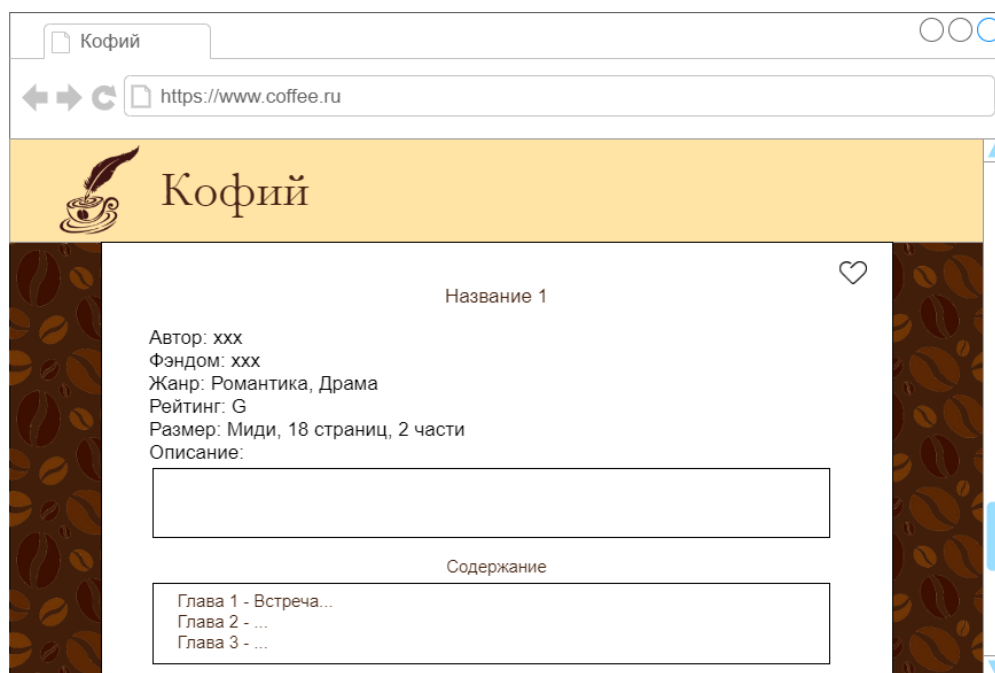 Кофий
https://www.coffee.ru
Кофий
Название 1
Автор: xxx
Фэндом: xxx
Жанр: Романтика, Драма
Рейтинг: G
Размер: Миди, 18 страниц, 2 части
Описание:
Содержание
Глава 1 - Встреча...
Глава 2 - ...
Глава 3 - ...